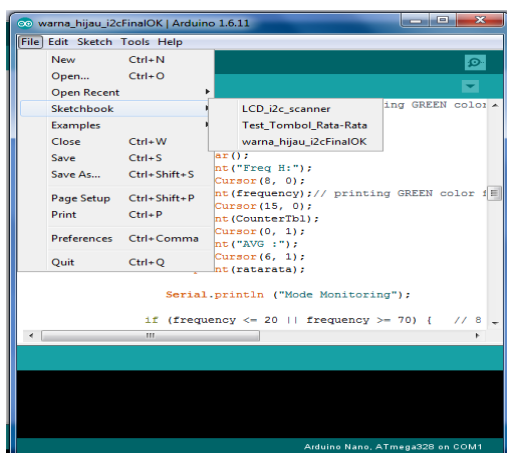 warna_hijau_i2cFinalOK | Arduino 1.6.11
File Edit Sketch Tools Help
New Ctrl+N
Open... Ctrl+O
Open Recent
Sketchbook
Examples
Close Ctrl+W
Save Ctrl+S
Save As... Ctrl+Shift+S
Page Setup Ctrl+Shift+P
Print Ctrl+P
Preferences Ctrl+Comma
Quit Ctrl+Q
LCD_i2c_scanner
Test_Tombol_Rata-Rata
warna_hijau_i2cFinalOK
ing GREEN color
ar();
nt("Freq H:");
Cursor(8, 0);
nt(frequency);// printing GREEN color f
Cursor(15, 0);
nt(CounterTbl);
Cursor(0, 1);
nt("AVG :");
Cursor(6, 1);
nt(ratarata);
Serial.println ("Mode Monitoring");
if (frequency <= 20 || frequency >= 70) { // 8
Arduino Nano, ATmega328 on COM1